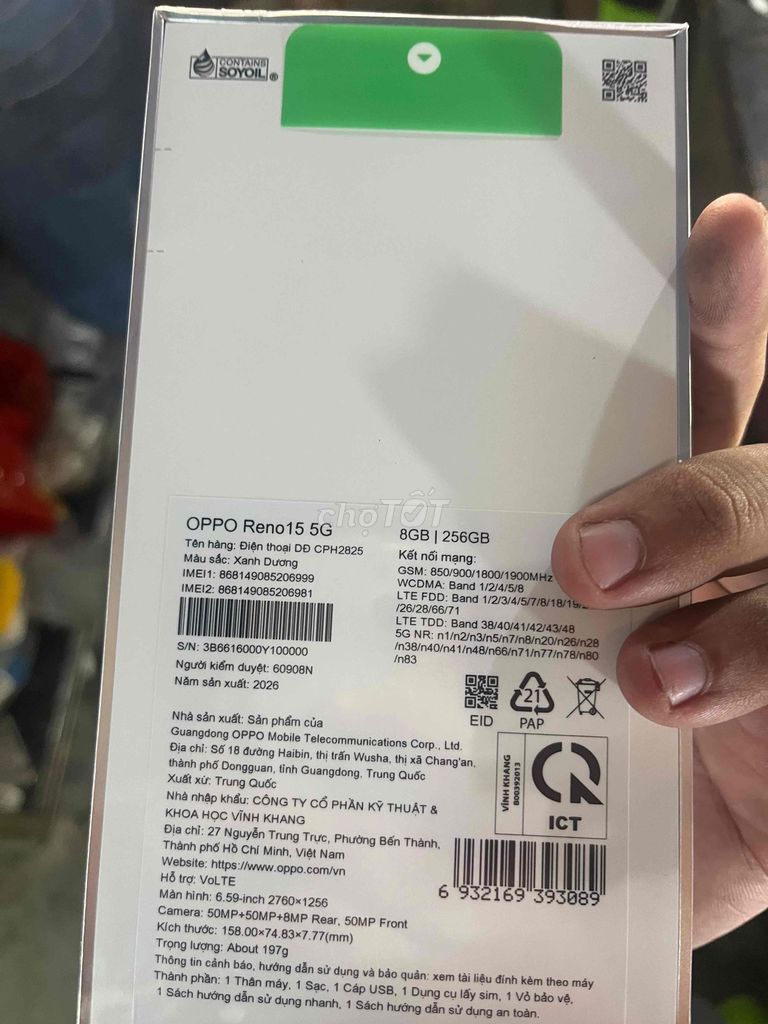 CONTAINS
SOYOIL ®
chợTỐT
OPPO Reno15 5G
Tên hàng: Điện thoại DĐ CPH2825
Màu sắc: Xanh Dương
IMEI1: 868149085206999
IMEI2: 868149085206981
S/N: 3B6616000Y100000
Người kiểm duyệt: 60908N
Năm sản xuất: 2026
8GB | 256GB
Kết nối mạng:
GSM: 850/900/1800/1900MHz
WCDMA: Band 1/2/4/5/8
LTE FDD: Band 1/2/3/4/5/7/8/18/19/2
/26/28/66/71
LTE TDD: Band 38/40/41/42/43/48
5G NR: n1/n2/n3/n5/n7/n8/n20/n26/n28
/n38/n40/n41/n48/n66/n71/n77/n78/n80
/n83
EID
21
PAP
Nhà sản xuất: Sản phẩm của
Guangdong OPPO Mobile Telecommunications Corp., Ltd.
Địa chỉ: Số 18 đường Haibin, thị trấn Wusha, thị xã Chang'an,
thành phố Dongguan, tỉnh Guangdong, Trung Quốc
Xuất xứ: Trung Quốc
Nhà nhập khẩu: CÔNG TY CỔ PHẦN KỸ THUẬT &
KHOA HỌC VĨNH KHANG
Địa chỉ: 27 Nguyễn Trung Trực, Phường Bến Thành,
Thành phố Hồ Chí Minh, Việt Nam
Website: https://www.oppo.com/vn
Hỗ trợ: VoLTE
Màn hình: 6.59-inch 2760×1256
Camera: 50MP+50MP+8MP Rear, 50MP Front
Kích thước: 158.00×74.83×7.77(mm)
Trọng lượng: About 197g
Thông tin cảnh báo, hướng dẫn sử dụng và bảo quản: xem tài liệu đính kèm theo máy
Thành phần: 1 Thân máy, 1 Sạc, 1 Cáp USB, 1 Dụng cụ lấy sim, 1 Vỏ bảo vệ,
1 Sách hướng dẫn sử dụng nhanh, 1 Sách hướng dẫn sử dụng an toàn.
VĨNH KHANG
B00392013
ICT
6 932169 393089